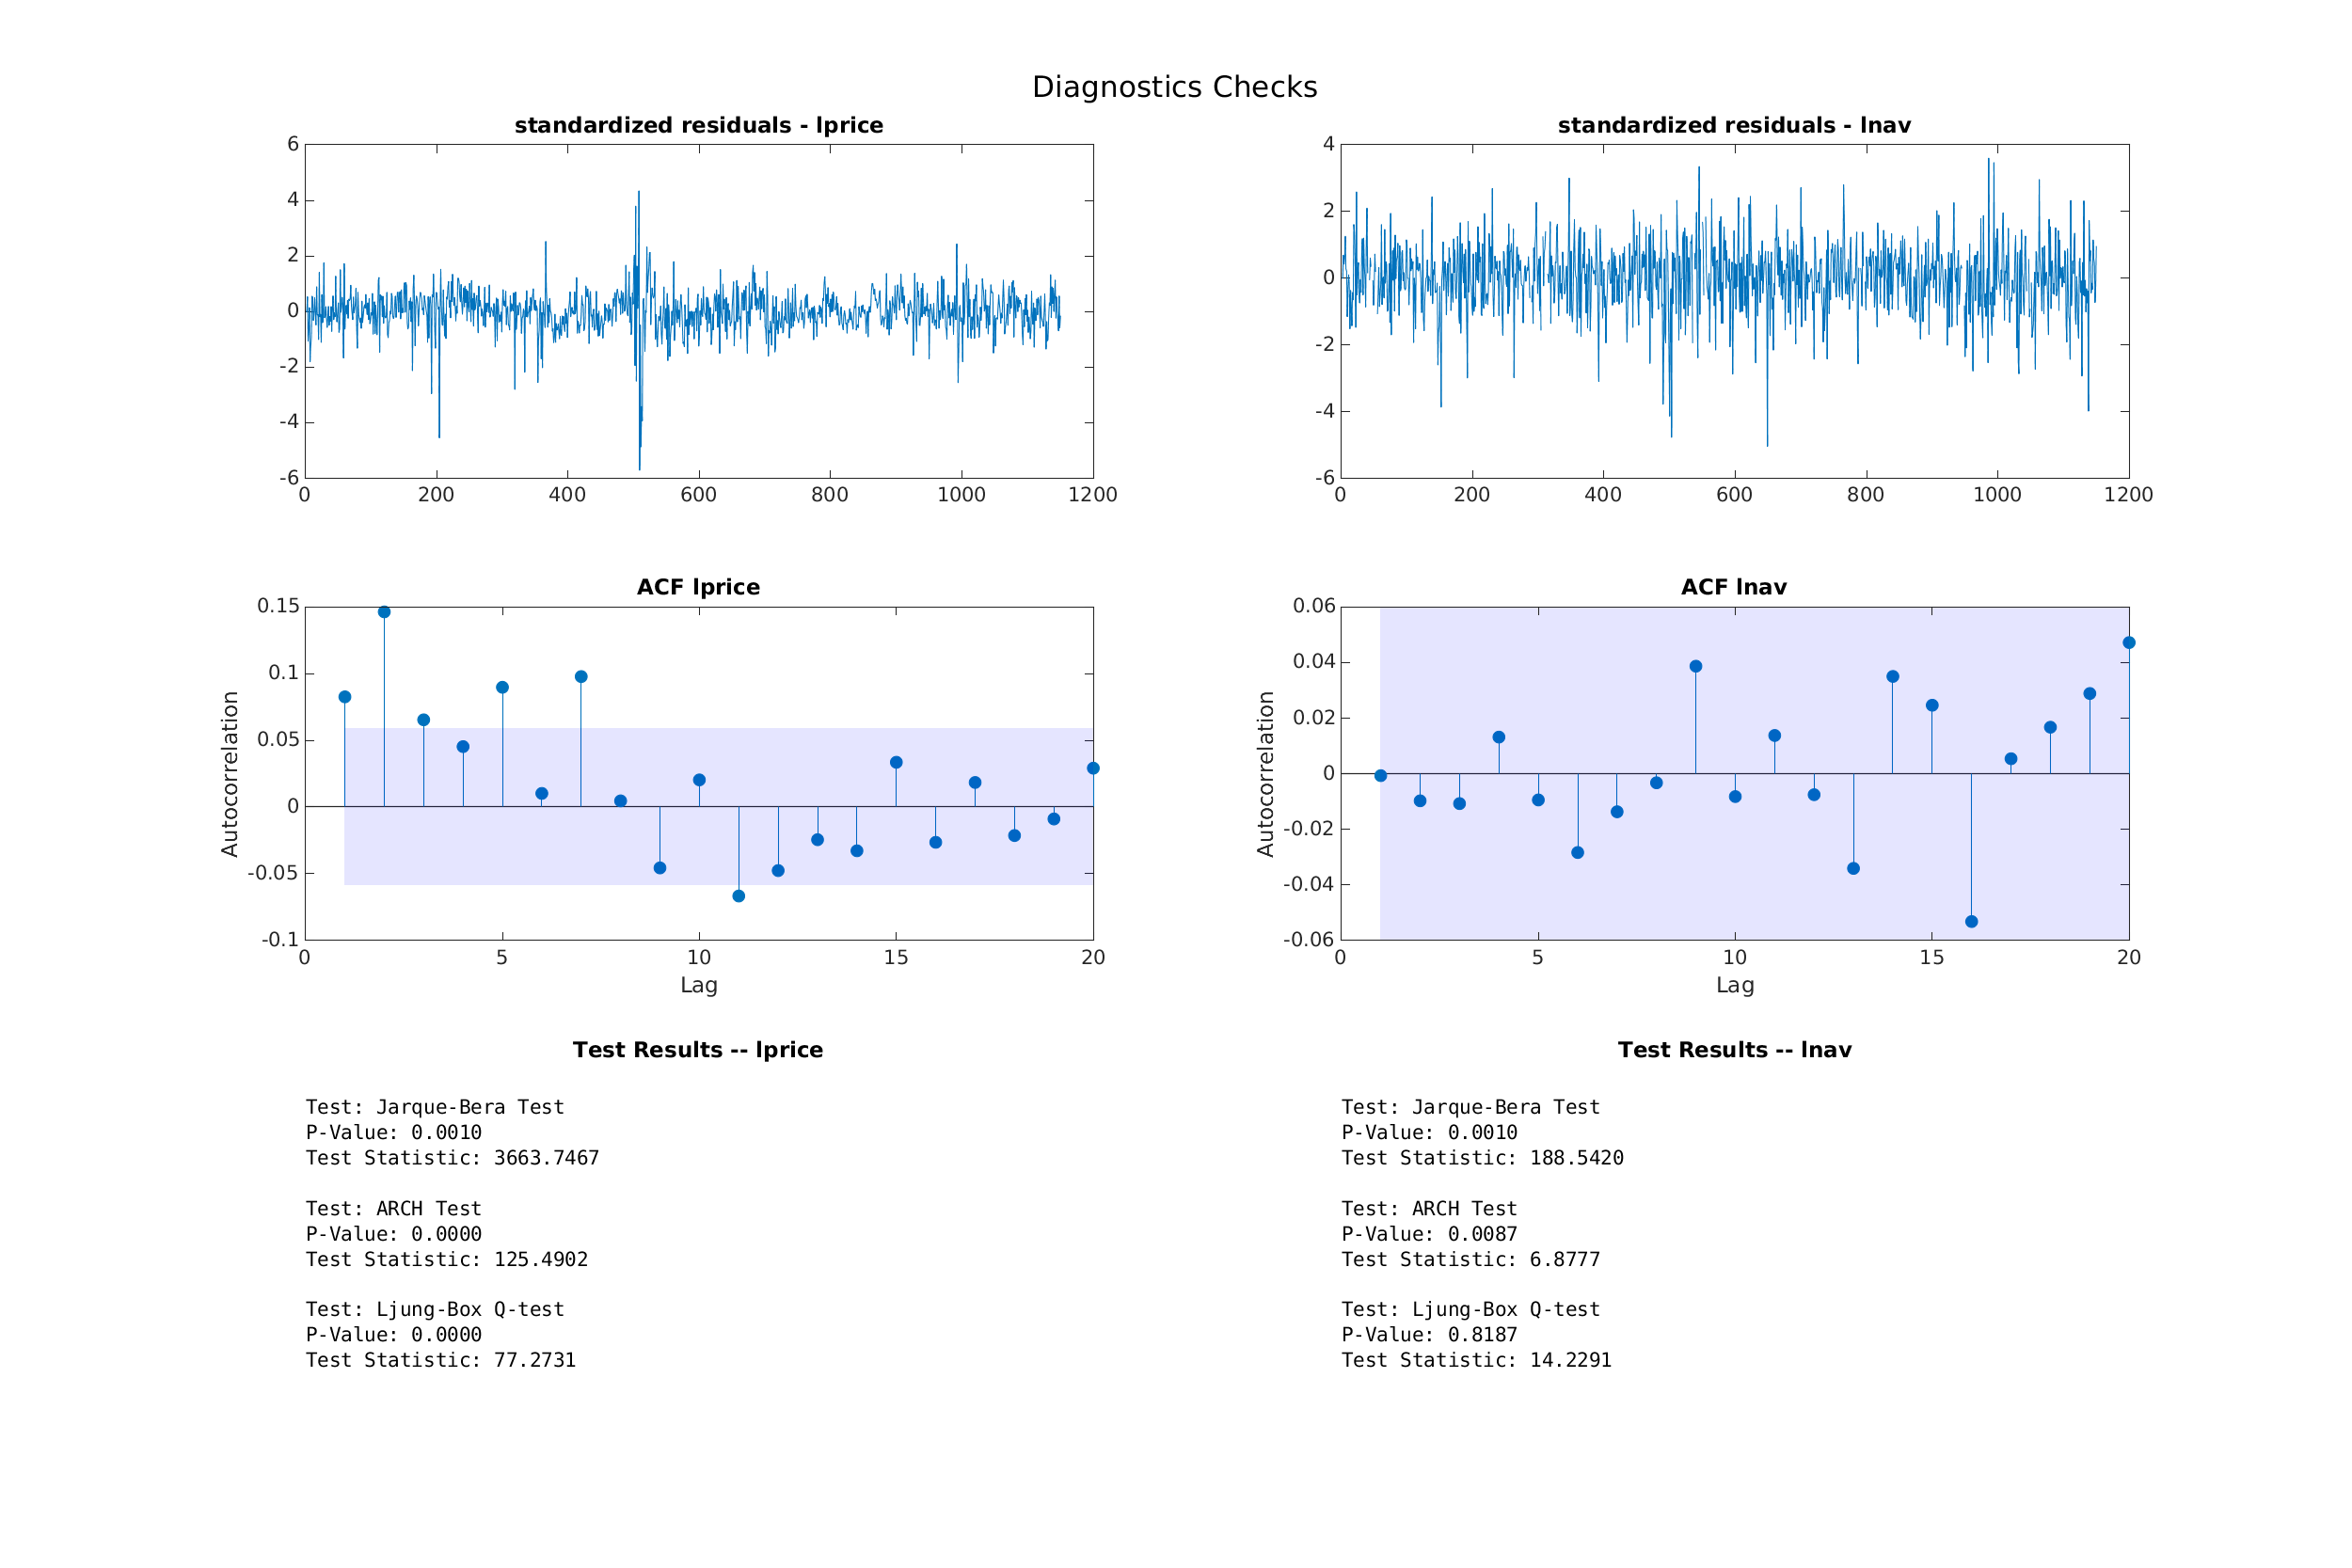 Diagnostics Checks
standardized residuals - lprice
6
4
2
0
-2
-4
-6
0 200 400 600 800 1000 1200
standardized residuals - lnav
4
2
0
-2
-4
-6
0 200 400 600 800 1000 1200
ACF lprice
0.15
0.1
0.05
0
-0.05
-0.1
Autocorrelation
0 5 10 15 20
Lag
ACF lnav
0.06
0.04
0.02
0
-0.02
-0.04
-0.06
Autocorrelation
0 5 10 15 20
Lag
Test Results -- lprice
Test: Jarque-Bera Test
P-Value: 0.0010
Test Statistic: 3663.7467
Test: ARCH Test
P-Value: 0.0000
Test Statistic: 125.4902
Test: Ljung-Box Q-test
P-Value: 0.0000
Test Statistic: 77.2731
Test Results -- lnav
Test: Jarque-Bera Test
P-Value: 0.0010
Test Statistic: 188.5420
Test: ARCH Test
P-Value: 0.0087
Test Statistic: 6.8777
Test: Ljung-Box Q-test
P-Value: 0.8187
Test Statistic: 14.2291